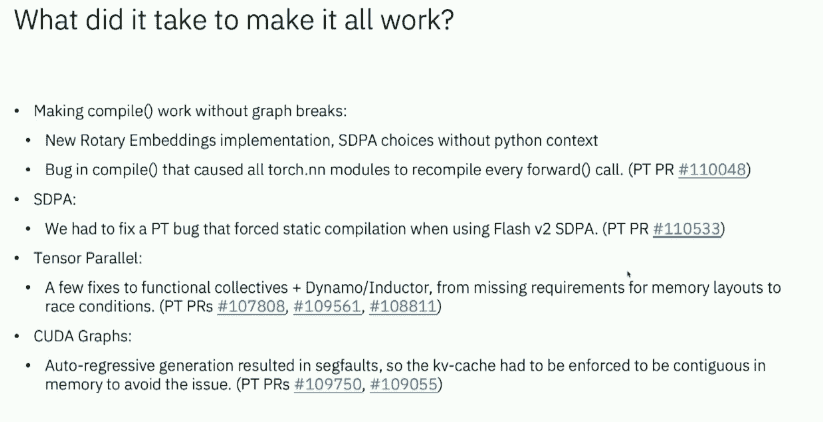 What did it take to make it all work?
• Making compile() work without graph breaks:
• New Rotary Embeddings implementation, SDPA choices without python context
• Bug in compile() that caused all torch.nn modules to recompile every forward() call. (PT PR #110048)
• SDPA:
• We had to fix a PT bug that forced static compilation when using Flash v2 SDPA. (PT PR #110533)
• Tensor Parallel:
• A few fixes to functional collectives + Dynamo/Inductor, from missing requirements for memory layouts to
race conditions. (PT PRs #107808, #109561, #108811)
• CUDA Graphs:
• Auto-regressive generation resulted in segfaults, so the kv-cache had to be enforced to be contiguous in
memory to avoid the issue. (PT PRs #109750, #109055)